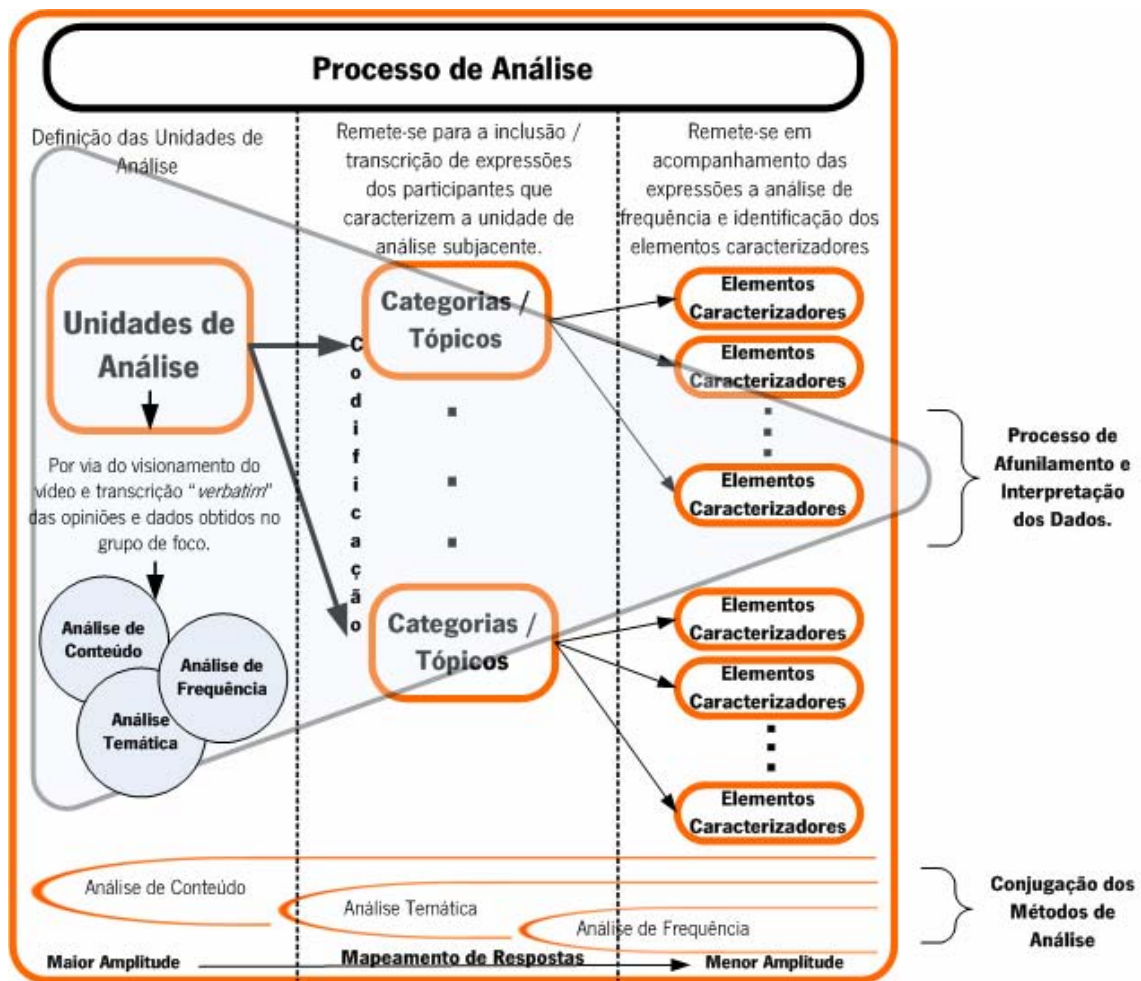 Processo de Análise
Definição das Unidades de
Análise
Remete-se para a inclusão /
transcrição de expressões
dos participantes que
caracterizem a unidade de
análise subjacente.
Remete-se em
acompanhamento das
expressões a análise de
frequência e identificação dos
elementos caracterizadores
Unidades de
Análise
Por via do visionamento do
vídeo e transcrição "verbatim"
das opiniões e dados obtidos no
grupo de foco.
Análise de
Conteúdo
Análise de
Frequência
Análise
Temática
Codificação
Categorias /
Tópicos
Categorias /
Tópicos
Elementos
Caracterizadores
Elementos
Caracterizadores
Elementos
Caracterizadores
Elementos
Caracterizadores
Elementos
Caracterizadores
Elementos
Caracterizadores
Processo de
Afunilamento e
Interpretação
dos Dados.
Análise de Conteúdo
Análise Temática
Análise de Frequência
Conjugação dos
Métodos de
Análise
Maior Amplitude
Mapeamento de Respostas
Menor Amplitude